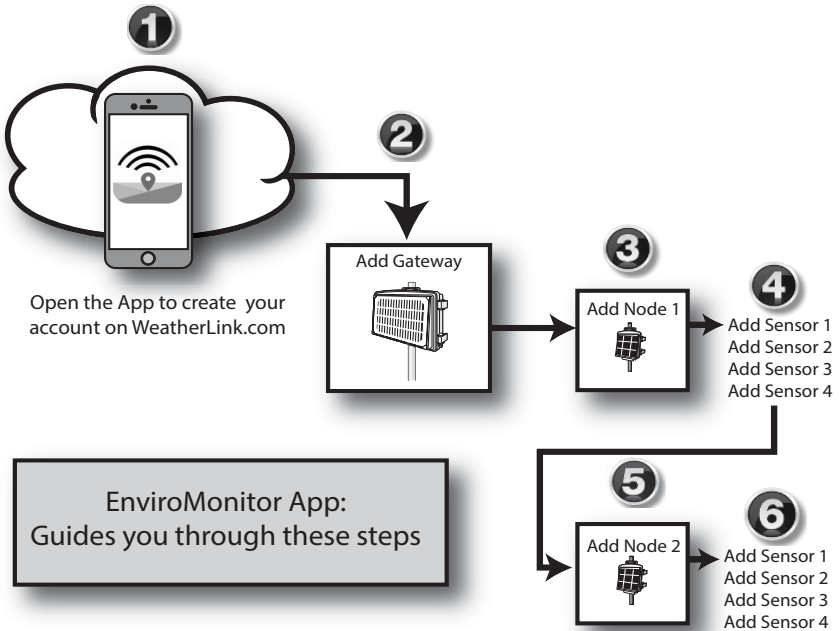 1
Open the App to create your
account on WeatherLink.com
2
Add Gateway
3
Add Node 1
4
Add Sensor 1
Add Sensor 2
Add Sensor 3
Add Sensor 4
EnviroMonitor App:
Guides you through these steps
5
Add Node 2
6
Add Sensor 1
Add Sensor 2
Add Sensor 3
Add Sensor 4